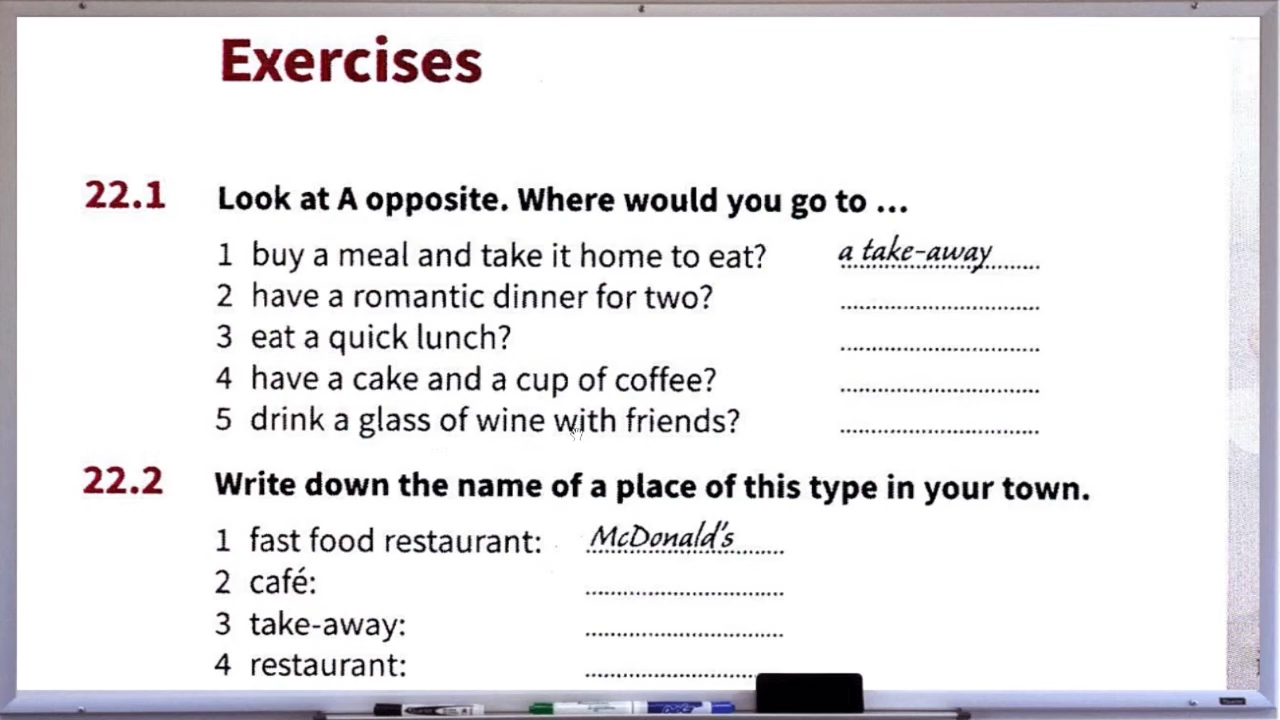 Exercises
22.1 Look at A opposite. Where would you go to ...
1 buy a meal and take it home to eat? a take-away
2 have a romantic dinner for two?
3 eat a quick lunch?
4 have a cake and a cup of coffee?
5 drink a glass of wine with friends?
22.2 Write down the name of a place of this type in your town.
1 fast food restaurant: McDonald's
2 café:
3 take-away:
4 restaurant: